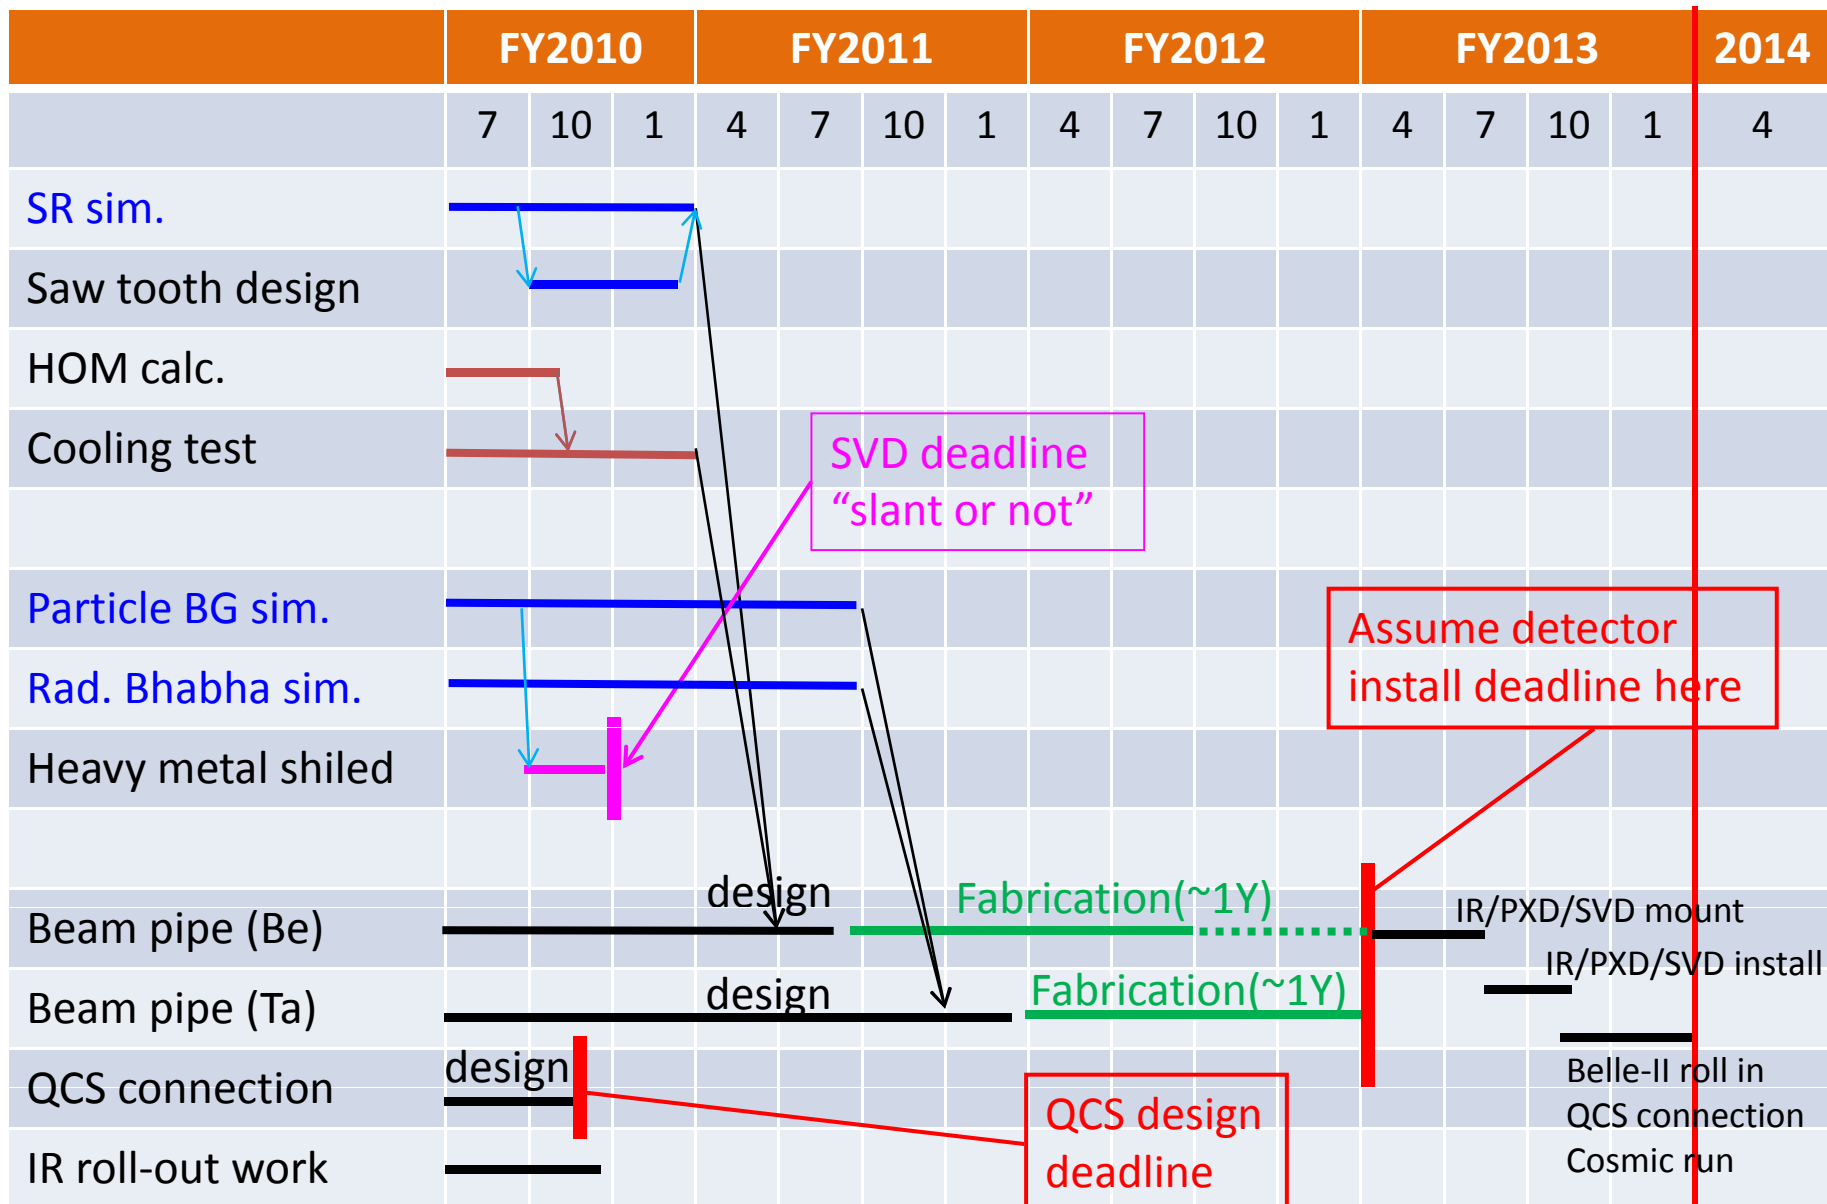 FY2010 FY2011 FY2012 FY2013 2014
7 10 1 4 7 10 1 4 7 10 1 4 7 10 1 4
SR sim.
Saw tooth design
HOM calc.
Cooling test
SVD deadline
“slant or not”
Particle BG sim.
Assume detector
install deadline here
Rad. Bhabha sim.
Heavy metal shiled
Beam pipe (Be)
design
Fabrication(~1Y)
IR/PXD/SVD mount
IR/PXD/SVD install
Beam pipe (Ta)
design
Fabrication(~1Y)
QCS connection
design
QCS design
deadline
Belle-II roll in
QCS connection
Cosmic run
IR roll-out work